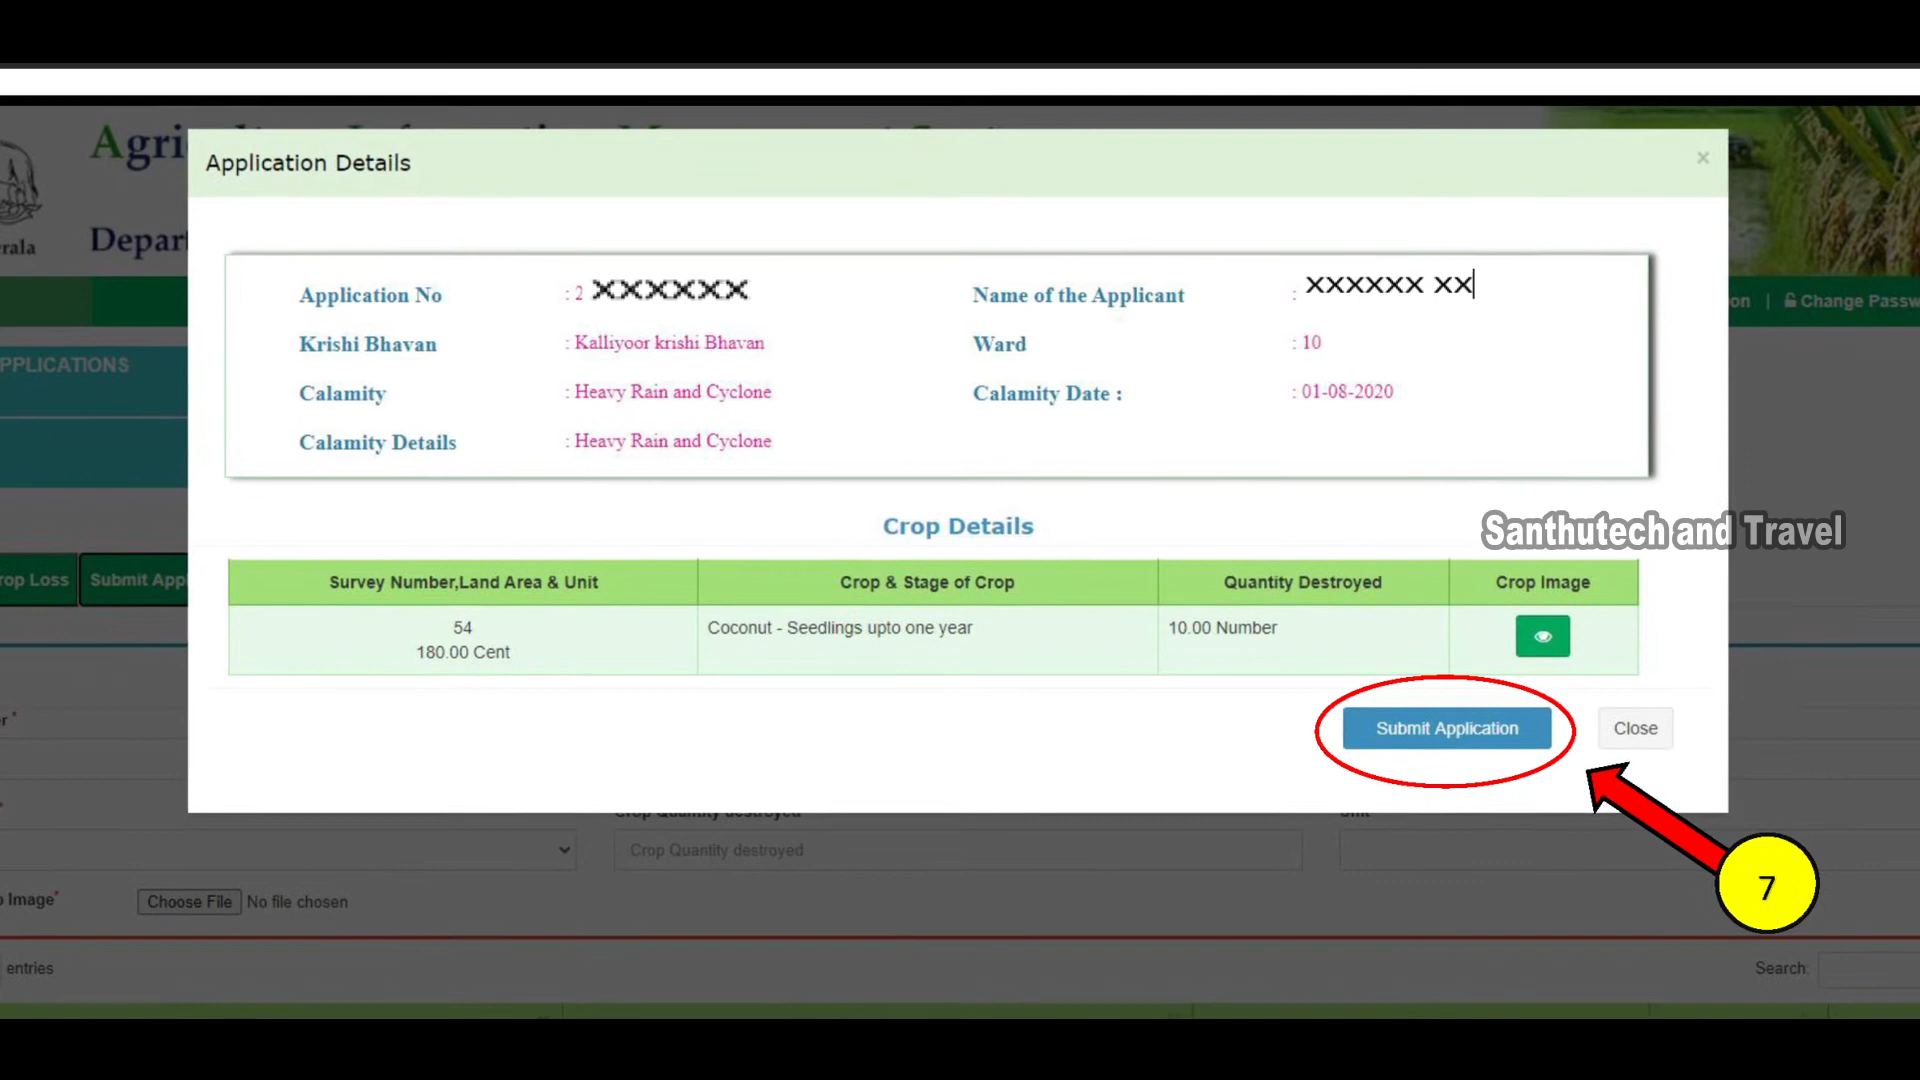 Agri
Depar
rala
Application Details
×
Application No : 2 XXXXXX
Name of the Applicant : XXXXXX XX
Krishi Bhavan : Kalliyoor krishi Bhavan
Ward : 10
Calamity : Heavy Rain and Cyclone
Calamity Date : : 01-08-2020
Calamity Details : Heavy Rain and Cyclone
on | Change Passw
PPLICATIONS
Crop Details
Santhutech and Travel
rop Loss
Submit App
Survey Number,Land Area & Unit
Crop & Stage of Crop
Quantity Destroyed
Crop Image
54
180.00 Cent
Coconut - Seedlings upto one year
10.00 Number
Submit Application
Close
r *
*
Crop Quantity destroyed
Crop Quantity destroyed
7
Image*
Choose File No file chosen
entries
Search: